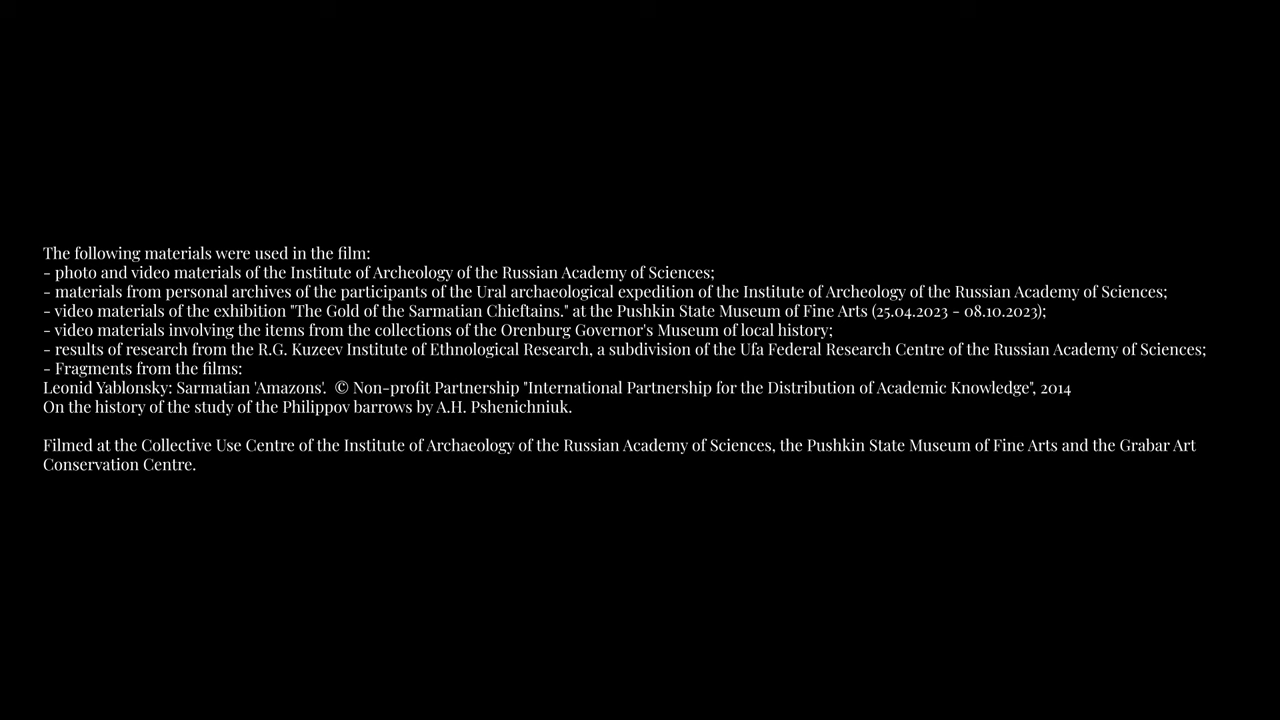 The following materials were used in the film:
- photo and video materials of the Institute of Archeology of the Russian Academy of Sciences;
- materials from personal archives of the participants of the Ural archaeological expedition of the Institute of Archeology of the Russian Academy of Sciences;
- video materials of the exhibition "The Gold of the Sarmatian Chieftains." at the Pushkin State Museum of Fine Arts (25.04.2023 - 08.10.2023);
- video materials involving the items from the collections of the Orenburg Governor's Museum of local history;
- results of research from the R.G. Kuzeev Institute of Ethnological Research, a subdivision of the Ufa Federal Research Centre of the Russian Academy of Sciences;
- Fragments from the films:
Leonid Yablonsky: Sarmatian 'Amazons'.  © Non-profit Partnership "International Partnership for the Distribution of Academic Knowledge", 2014
On the history of the study of the Philippov barrows by A.H. Pshenichniuk.
Filmed at the Collective Use Centre of the Institute of Archaeology of the Russian Academy of Sciences, the Pushkin State Museum of Fine Arts and the Grabar Art
Conservation Centre.